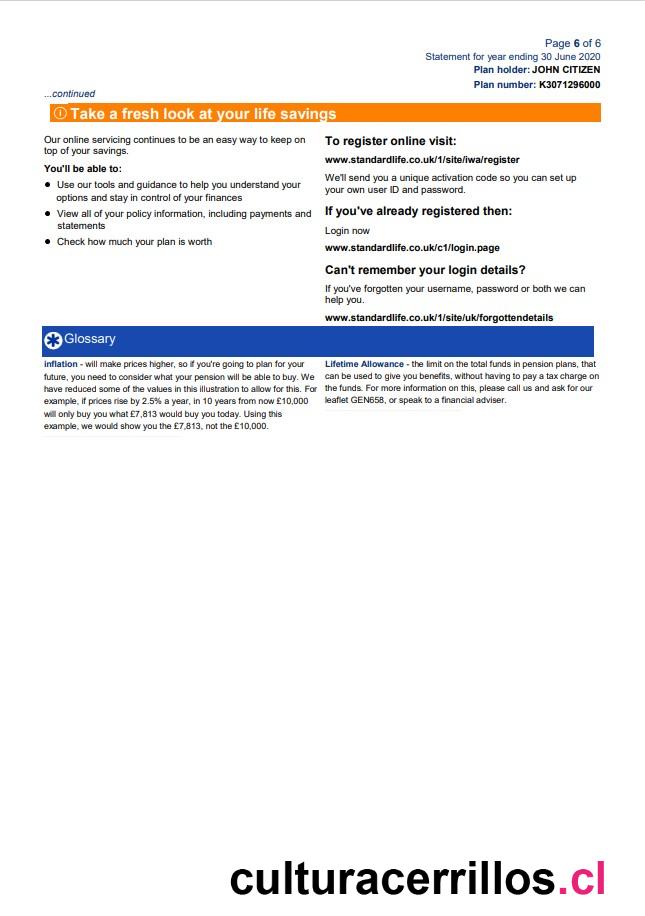 Page 6 of 6
Statement for year ending 30 June 2020
Plan holder: JOHN CITIZEN
Plan number: K3071296000
...continued
Take a fresh look at your life savings
Our online servicing continues to be an easy way to keep on
top of your savings.
You'll be able to:
● Use our tools and guidance to help you understand your
options and stay in control of your finances
● View all of your policy information, including payments and
statements
● Check how much your plan is worth
To register online visit:
www.standardlife.co.uk/1/site/iwa/register
We'll send you a unique activation code so you can set up
your own user ID and password.
If you've already registered then:
Login now
www.standardlife.co.uk/c1/login.page
Can't remember your login details?
If you've forgotten your username, password or both we can
help you.
www.standardlife.co.uk/1/site/uk/forgottendetails
Glossary
inflation - will make prices higher, so if you're going to plan for your
future, you need to consider what your pension will be able to buy. We
have reduced some of the values in this illustration to allow for this. For
example, if prices rise by 2.5% a year, in 10 years from now £10,000
will only buy you what £7,813 would buy you today. Using this
example, we would show you the £7,813, not the £10,000.
Lifetime Allowance - the limit on the total funds in pension plans, that
can be used to give you benefits, without having to pay a tax charge on
the funds. For more information on this, please call us and ask for our
leaflet GEN658, or speak to a financial adviser.
culturacerrillos.cl